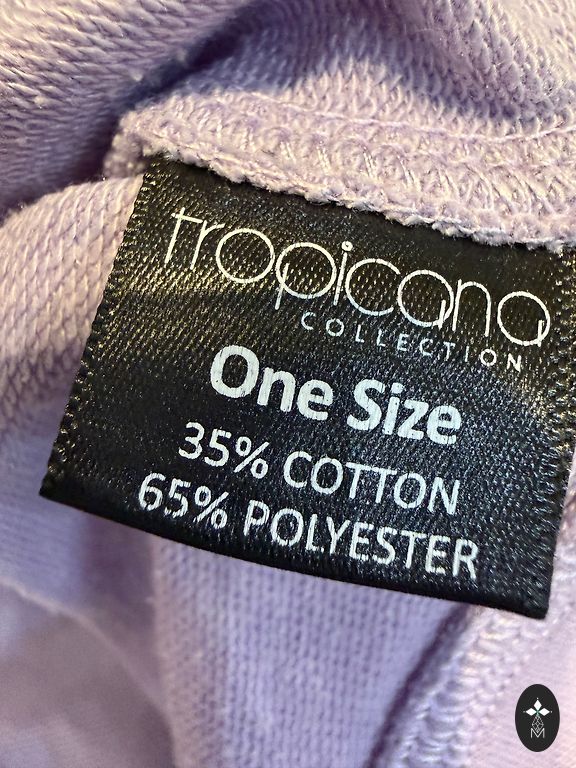 tropicana
COLLECTION
One Size
35% COTTON
65% POLYESTER
M